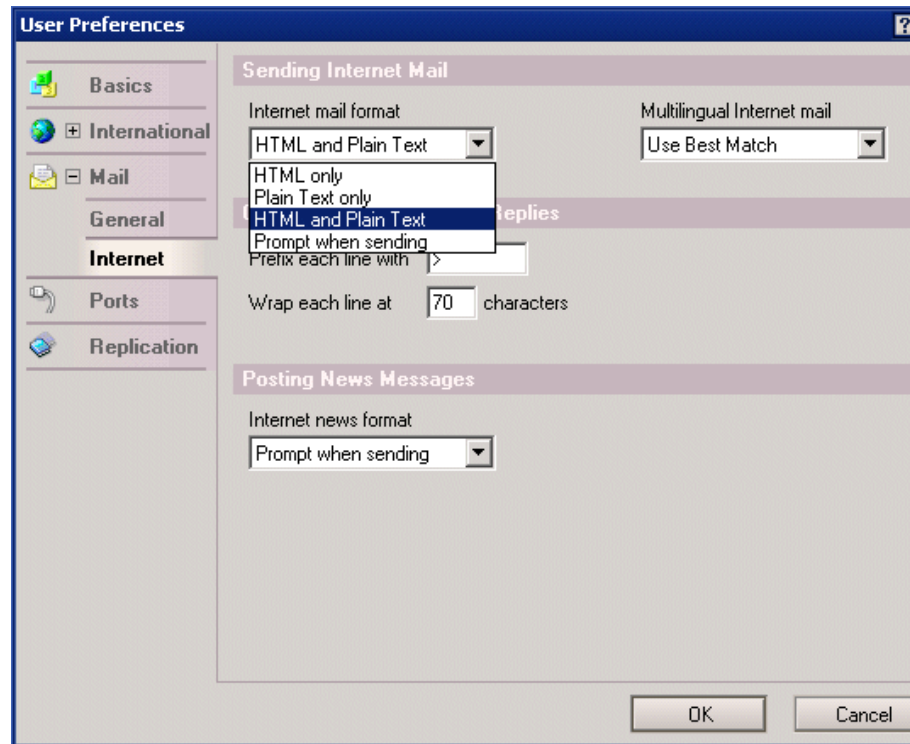 User Preferences
?
Basics
International
Mail
General
Internet
Ports
Replication
Sending Internet Mail
Internet mail format
Multilingual Internet mail
HTML and Plain Text
Use Best Match
HTML only
Plain Text only
HTML and Plain Text
Prompt when sending
Replies
Prefix each line with >
Wrap each line at 70 characters
Posting News Messages
Internet news format
Prompt when sending
OK
Cancel